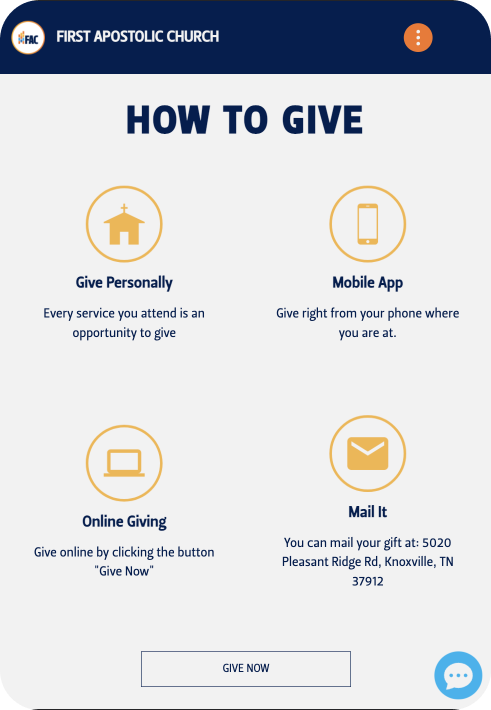 FAC
FIRST APOSTOLIC CHURCH
HOW TO GIVE
Give Personally
Every service you attend is an
opportunity to give
Mobile App
Give right from your phone where
you are at.
Online Giving
Give online by clicking the button
"Give Now"
Mail It
You can mail your gift at: 5020
Pleasant Ridge Rd, Knoxville, TN
37912
GIVE NOW